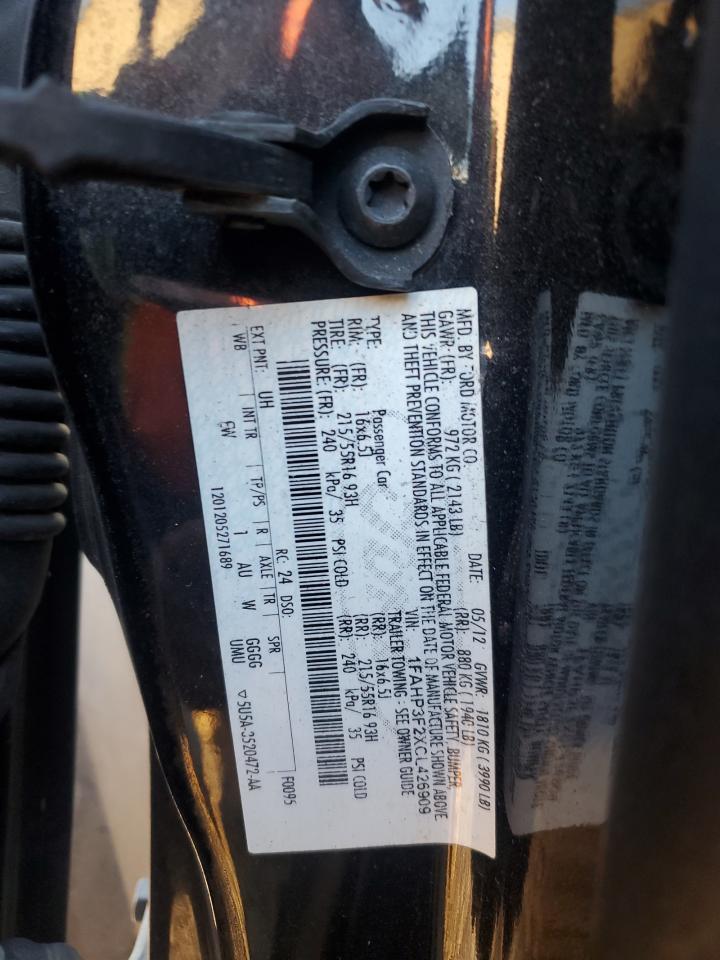 MFD. BY FORD MOTOR CO.
DATE: 05/12 GVWR: 1810 KG ( 3990 LB)
GAWR: (FR): 972 KG ( 2143 LB) (RR): 880 KG ( 1940 LB)
THIS VEHICLE CONFORMS TO ALL APPLICABLE FEDERAL MOTOR VEHICLE SAFETY, BUMPER,
AND THEFT PREVENTION STANDARDS IN EFFECT ON THE DATE OF MANUFACTURE SHOWN ABOVE
VIN: 1FAHP3F2XCL426909
TYPE: Passenger Car TRAILER TOWING - SEE OWNER GUIDE
RIM: (FR): 16x6.5J (RR): 16x6.5J
TIRE: (FR): 215/55R16 93H (RR): 215/55R16 93H
PRESSURE: (FR): 240 kPa/ 35 PSI COLD (RR): 240 kPa/ 35 PSI COLD
F0095
RC: 24 DSO:
EXT PNT: UH
WB INT TR TP/PS R AXLE TR SPR
EW 1 AU W GGGG UMU
1201205271689 ▽ 5U5A-3520472-AA